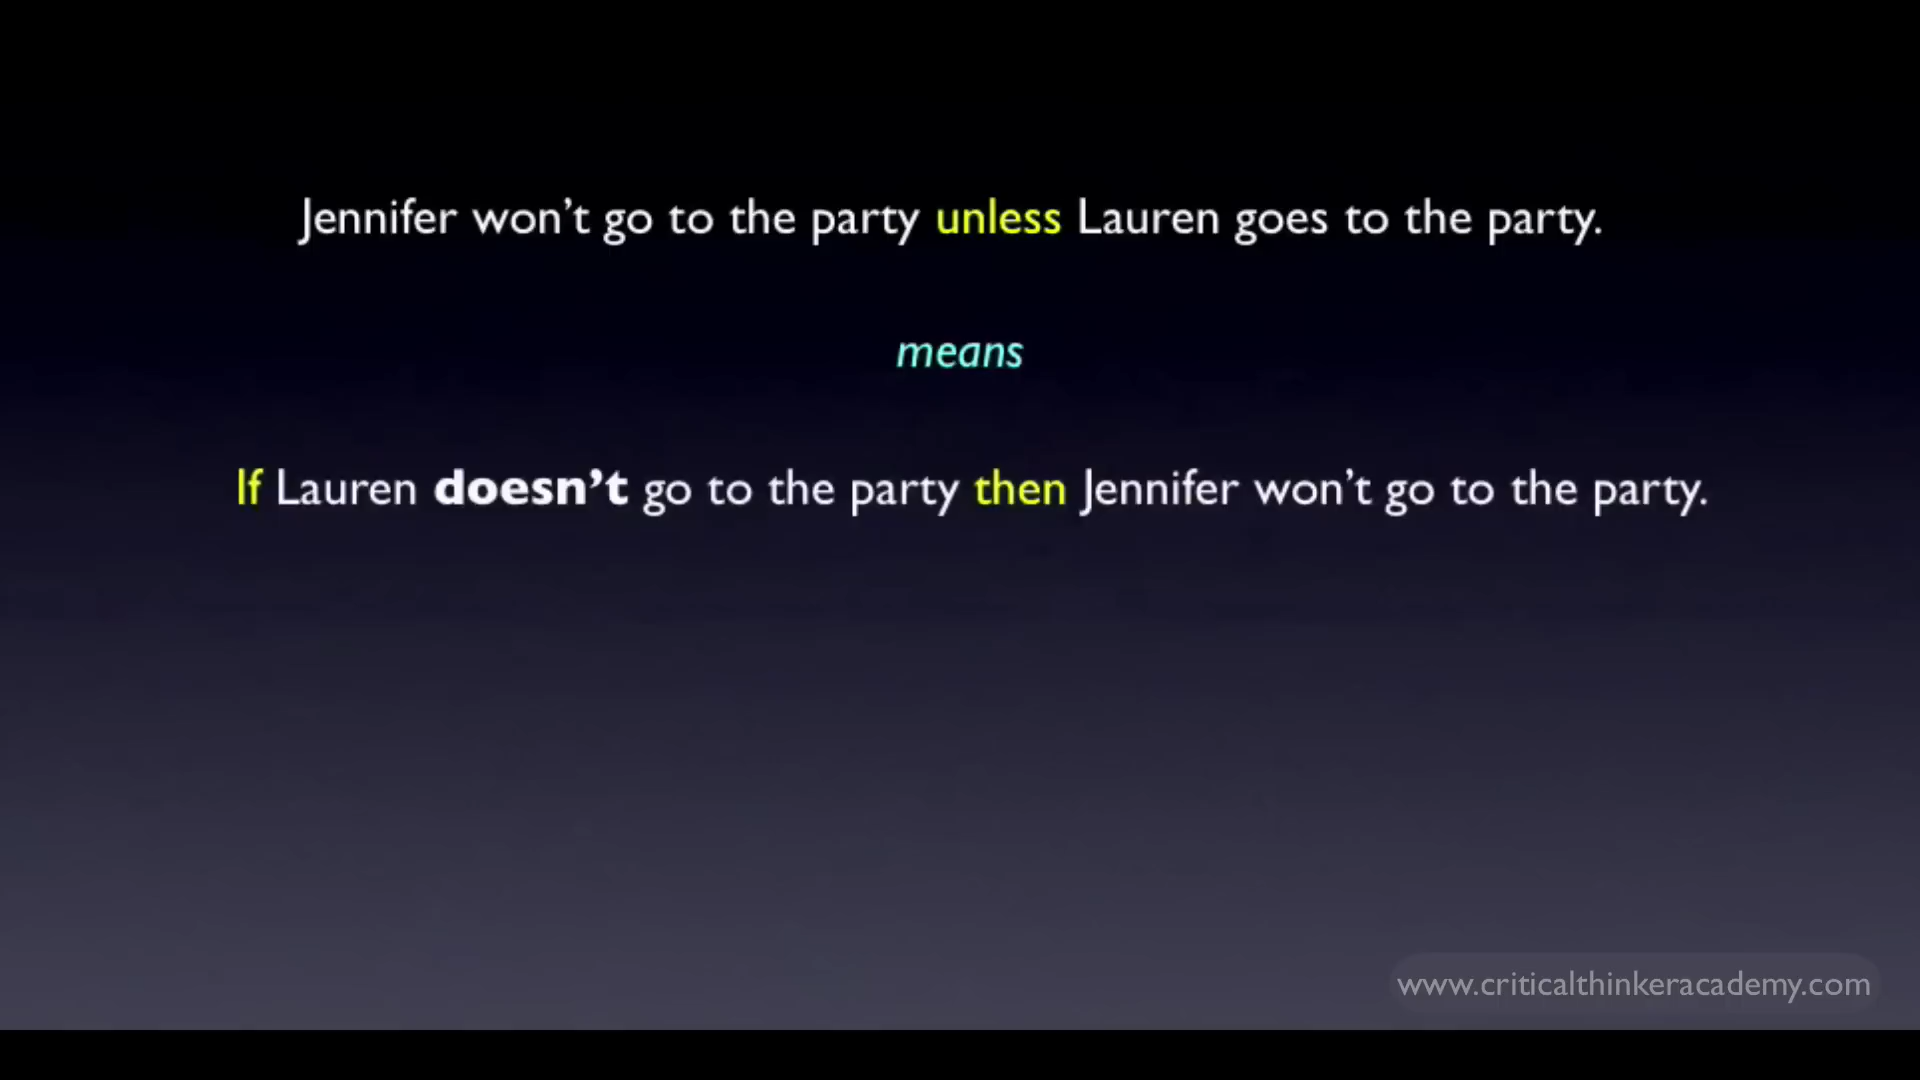 Jennifer won’t go to the party unless Lauren goes to the party.
means
If Lauren doesn’t go to the party then Jennifer won’t go to the party.
www.criticalthinkeracademy.com